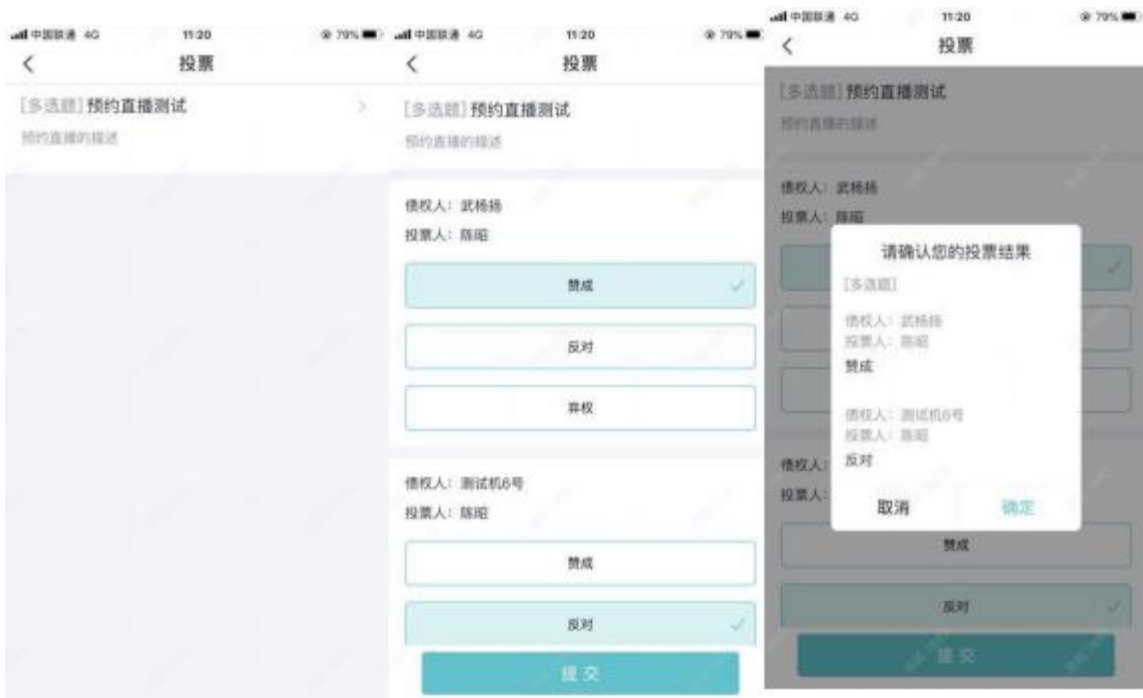 中国联通 4G 11:20 79%
投票
[多选题] 预约直播测试
预约直播的描述
中国联通 4G 11:20 79%
投票
[多选题] 预约直播测试
预约直播的描述
债权人：武杨扬
投票人：陈昭
赞成
反对
弃权
债权人：测试机6号
投票人：陈昭
赞成
反对
提交
中国联通 4G 11:20 79%
投票
[多选题] 预约直播测试
预约直播的描述
债权人：武杨扬
投票人：陈昭
请确认您的投票结果
[多选题]
债权人：武杨扬
投票人：陈昭
赞成
债权人：测试机6号
投票人：陈昭
反对
取消 确定
债权人：
投票人：
赞成
反对
提交